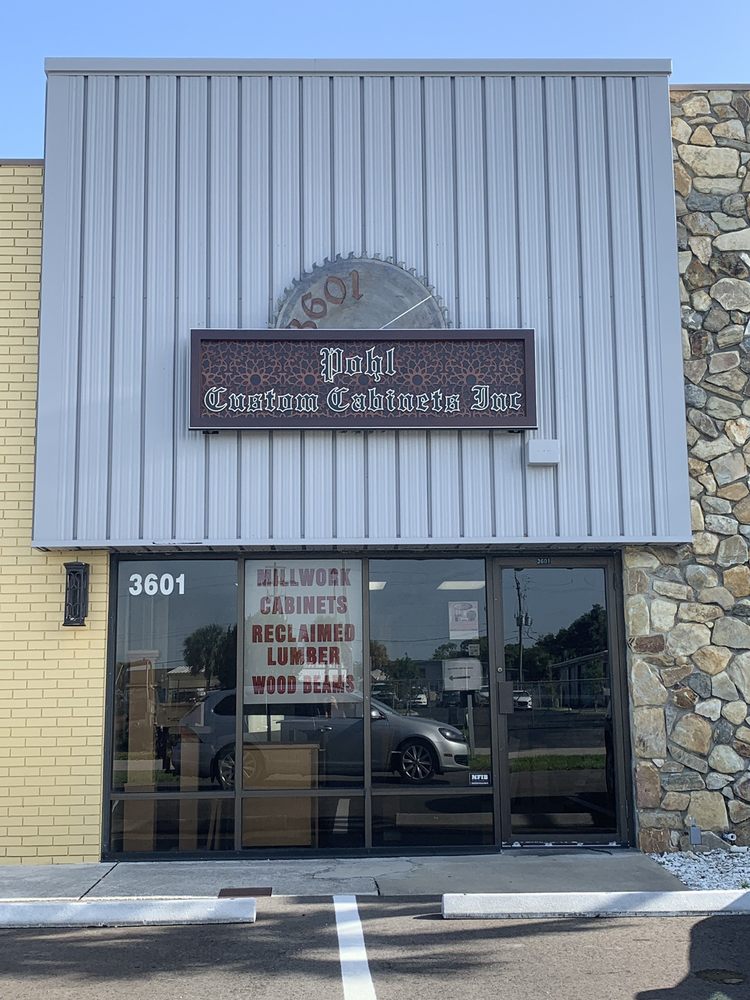 3601
Pohl
Custom Cabinets Inc
3601
3601
MILLWORK
CABINETS
RECLAIMED
LUMBER
WOOD BEAMS
NFIB